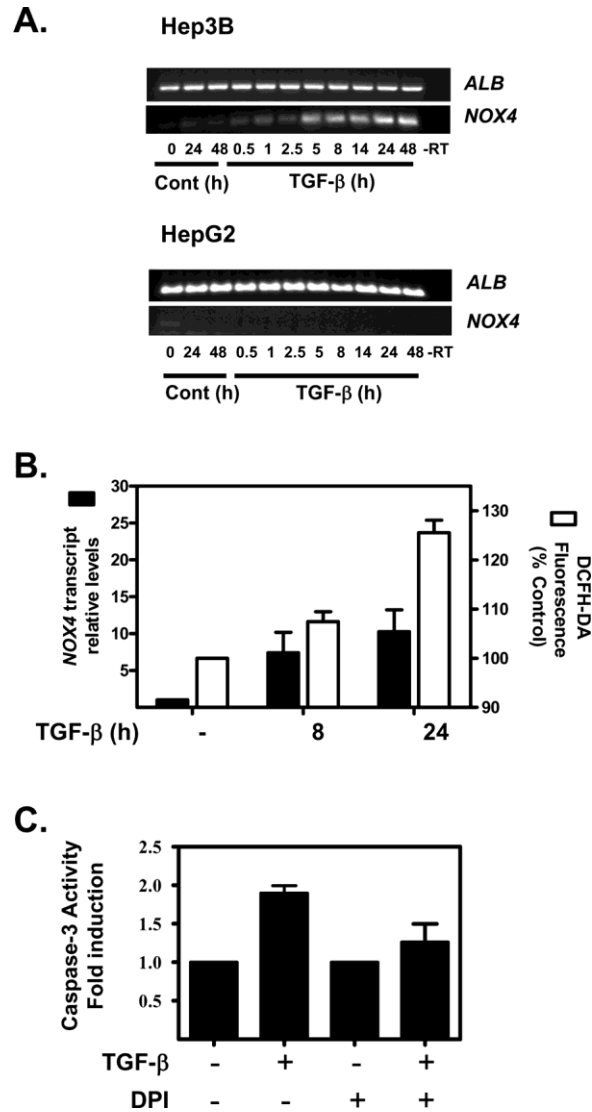 A.
Hep3B
ALB
NOX4
0 24 48 0.5 1 2.5 5 8 14 24 48 -RT
Cont (h) TGF-β (h)
HepG2
ALB
NOX4
0 24 48 0.5 1 2.5 5 8 14 24 48 -RT
Cont (h) TGF-β (h)
B.
NOX4 transcript
relative levels
30
25
20
15
10
5
130
120
110
100
90
DCFH-DA
Fluorescence
(% Control)
TGF-β (h) - 8 24
C.
Caspase-3 Activity
Fold induction
2.5
2.0
1.5
1.0
0.5
TGF-β - + - +
DPI - - + +